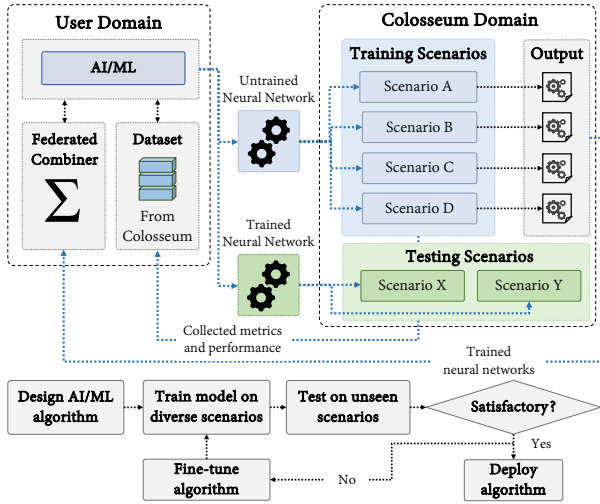 User Domain
AI/ML
Federated
Combiner
Σ
Dataset
From
Colosseum
Untrained
Neural Network
Trained
Neural Network
Colosseum Domain
Training Scenarios
Scenario A
Scenario B
Scenario C
Scenario D
Output
Testing Scenarios
Scenario X
Scenario Y
Collected metrics
and performance
Trained
neural networks
Design AI/ML
algorithm
Train model on
diverse scenarios
Test on unseen
scenarios
Satisfactory?
Yes
No
Fine-tune
algorithm
Deploy
algorithm